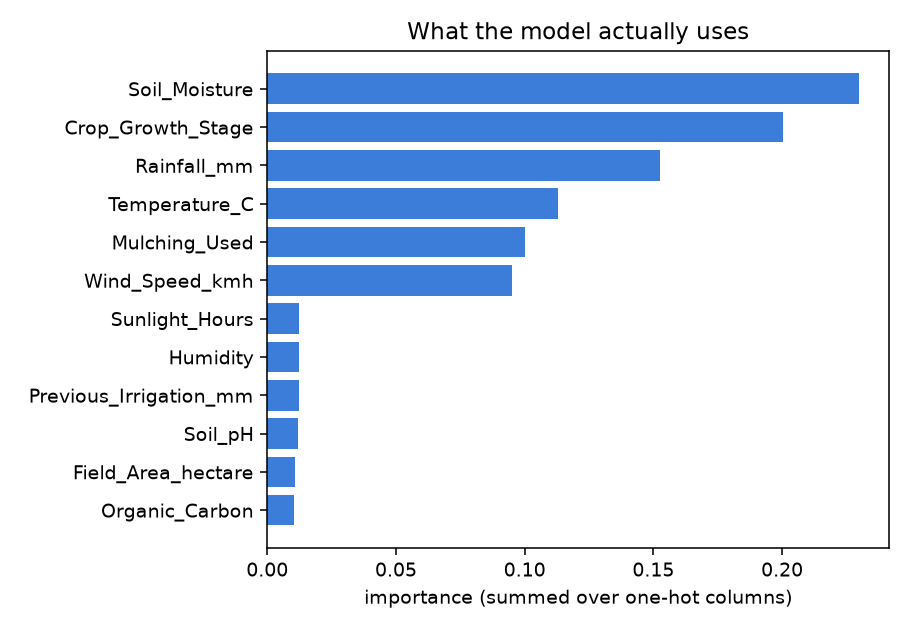 What the model actually uses
Soil_Moisture
Crop_Growth_Stage
Rainfall_mm
Temperature_C
Mulching_Used
Wind_Speed_kmh
Sunlight_Hours
Humidity
Previous_Irrigation_mm
Soil_pH
Field_Area_hectare
Organic_Carbon
0.00 0.05 0.10 0.15 0.20
importance (summed over one-hot columns)